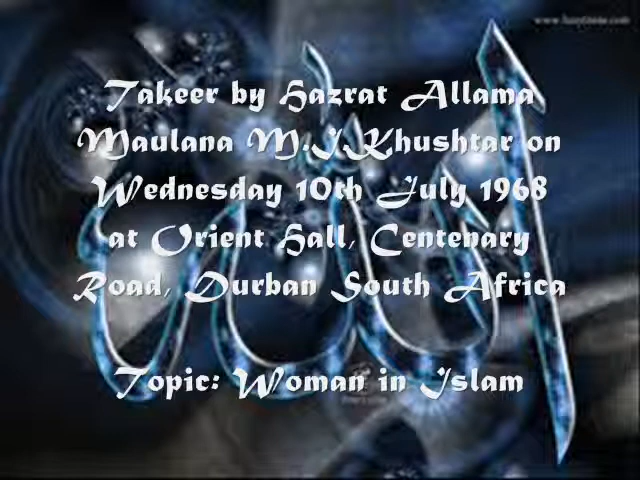 Takeer by Hazrat Allama
Maulana M.I.Khushtar on
Wednesday 10th July 1968
at Orient Hall, Centenary
Road, Durban South Africa
Topic: Woman in Islam
الله